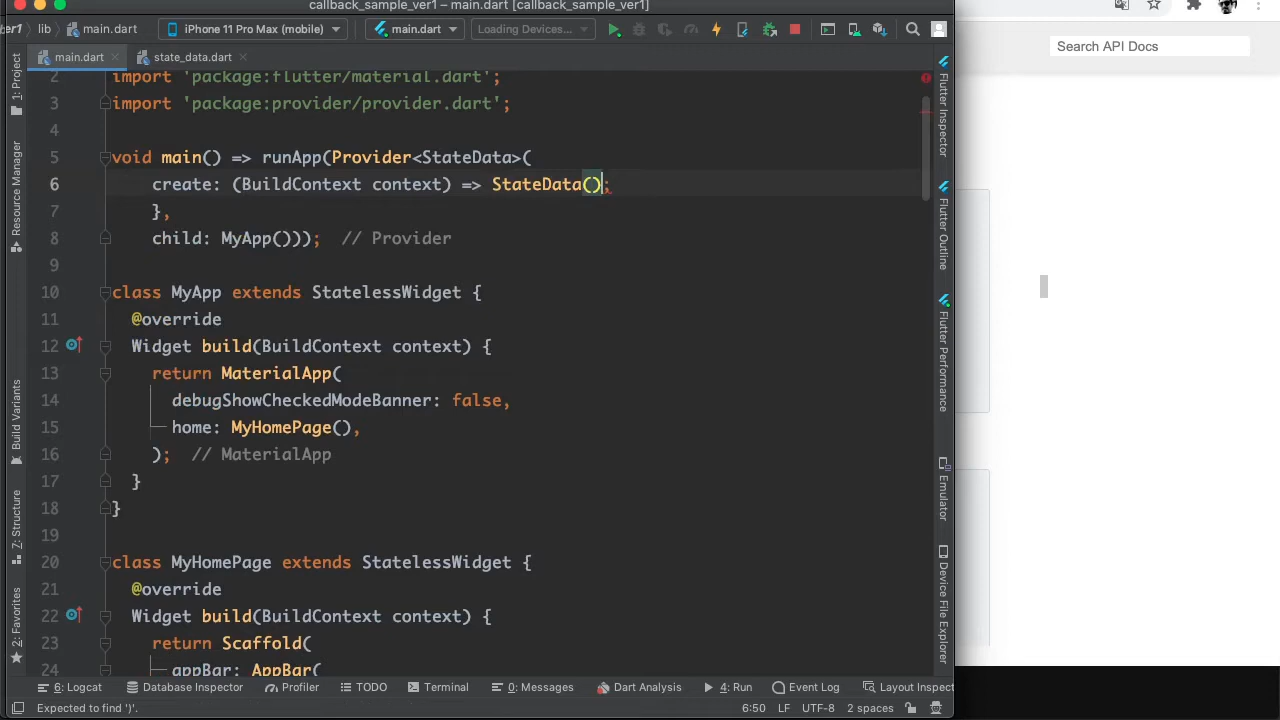 callback_sample_ver1 – main.dart [callback_sample_ver1]
er1 lib main.dart iPhone 11 Pro Max (mobile) main.dart Loading Devices...
main.dart state_data.dart
Search API Docs
1: Project
Resource Manager
Build Variants
7: Structure
2: Favorites
2 import 'package:flutter/material.dart';
3 import 'package:provider/provider.dart';
4
5 void main() => runApp(Provider<StateData>(
6 create: (BuildContext context) => StateData();
7 },
8 child: MyApp())); // Provider
9
10 class MyApp extends StatelessWidget {
11 @override
12 Widget build(BuildContext context) {
13 return MaterialApp(
14 debugShowCheckedModeBanner: false,
15 home: MyHomePage(),
16 ); // MaterialApp
17 }
18 }
19
20 class MyHomePage extends StatelessWidget {
21 @override
22 Widget build(BuildContext context) {
23 return Scaffold(
24 appBar: AppBar(
Flutter Inspector
Flutter Outline
Flutter Performance
Emulator
Device File Explorer
6: Logcat Database Inspector Profiler TODO Terminal 0: Messages Dart Analysis 4: Run Event Log Layout Inspect
Expected to find ')'. 6:50 LF UTF-8 2 spaces